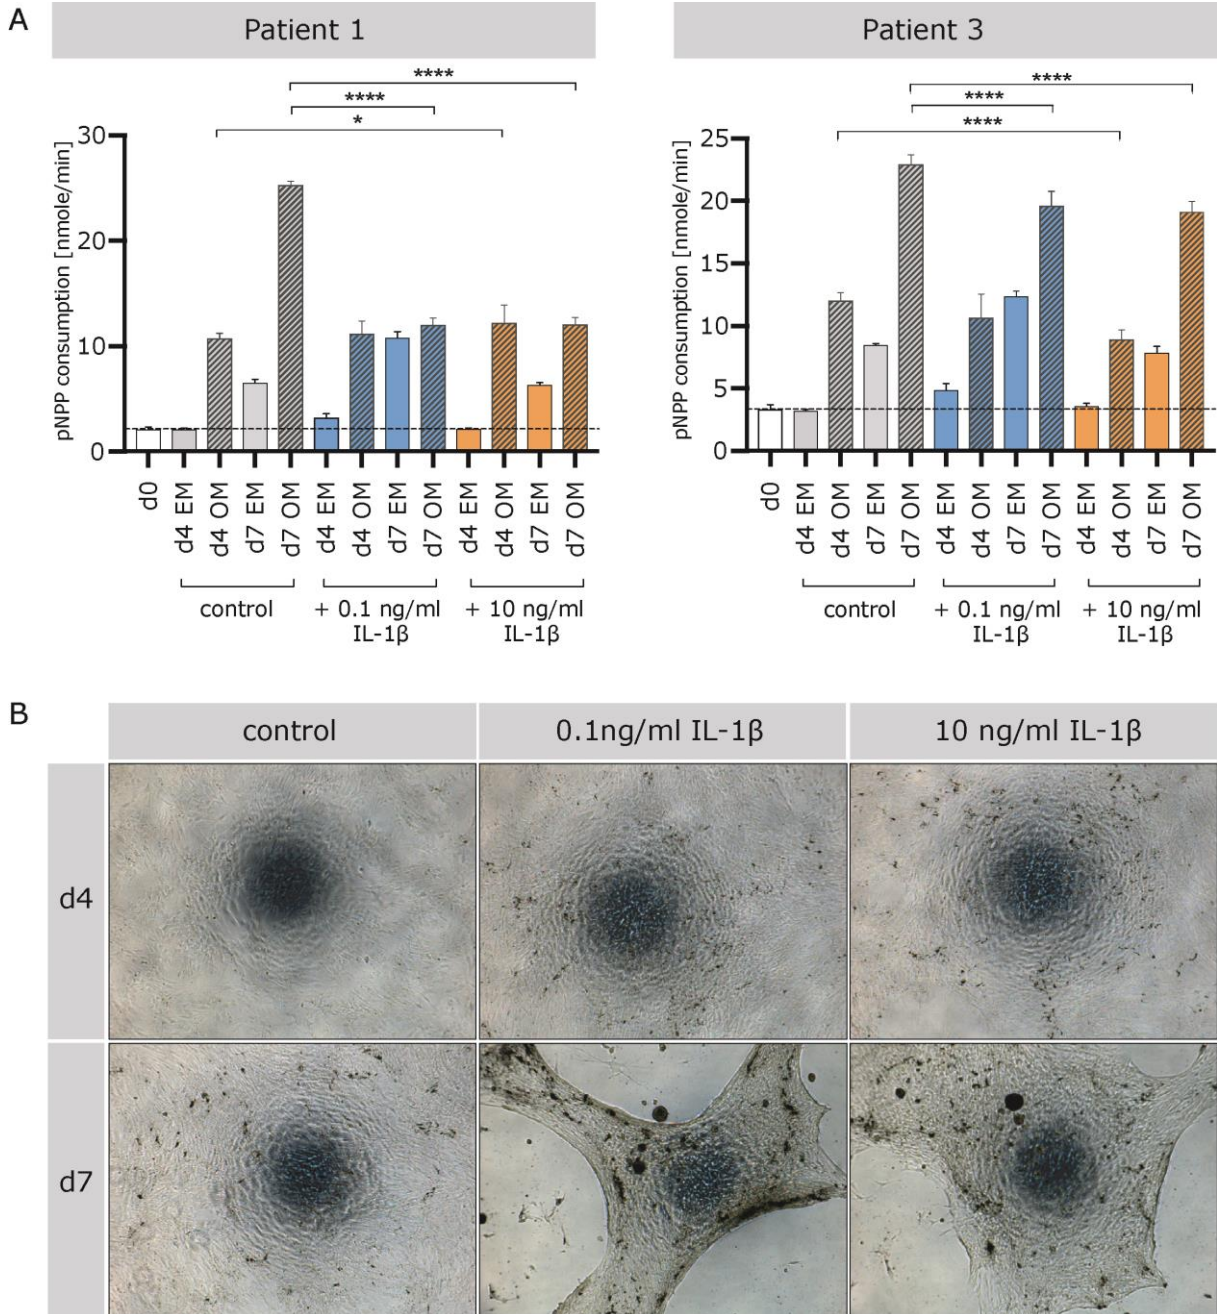 A
Patient 1
Patient 3
****
****
*
****
****
****
pNPP consumption [nmole/min]
30
20
10
0
d0
d4 EM
d4 OM
d7 EM
d7 OM
d4 EM
d4 OM
d7 EM
d7 OM
d4 EM
d4 OM
d7 EM
d7 OM
control
+ 0.1 ng/ml
IL-1β
+ 10 ng/ml
IL-1β
pNPP consumption [nmole/min]
25
20
15
10
5
0
d0
d4 EM
d4 OM
d7 EM
d7 OM
d4 EM
d4 OM
d7 EM
d7 OM
d4 EM
d4 OM
d7 EM
d7 OM
control
+ 0.1 ng/ml
IL-1β
+ 10 ng/ml
IL-1β
B
control
0.1ng/ml IL-1β
10 ng/ml IL-1β
d4
d7